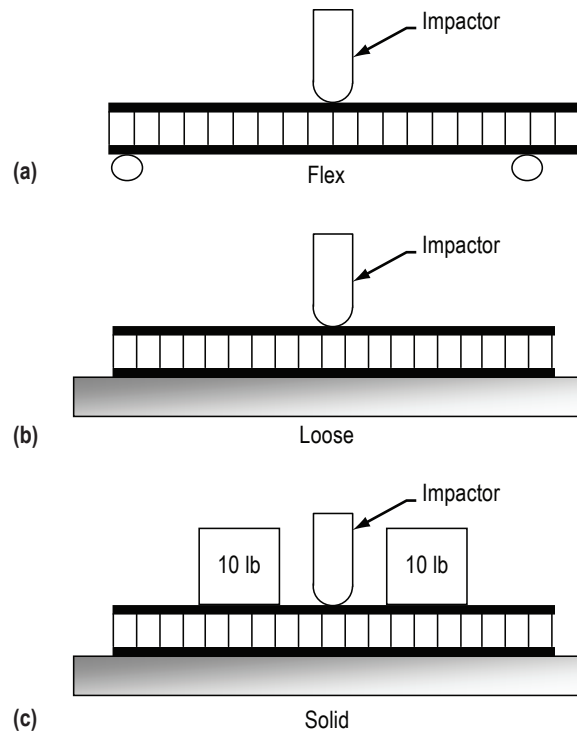 Impactor
(a)
Flex
Impactor
(b)
Loose
Impactor
10 lb 10 lb
(c)
Solid